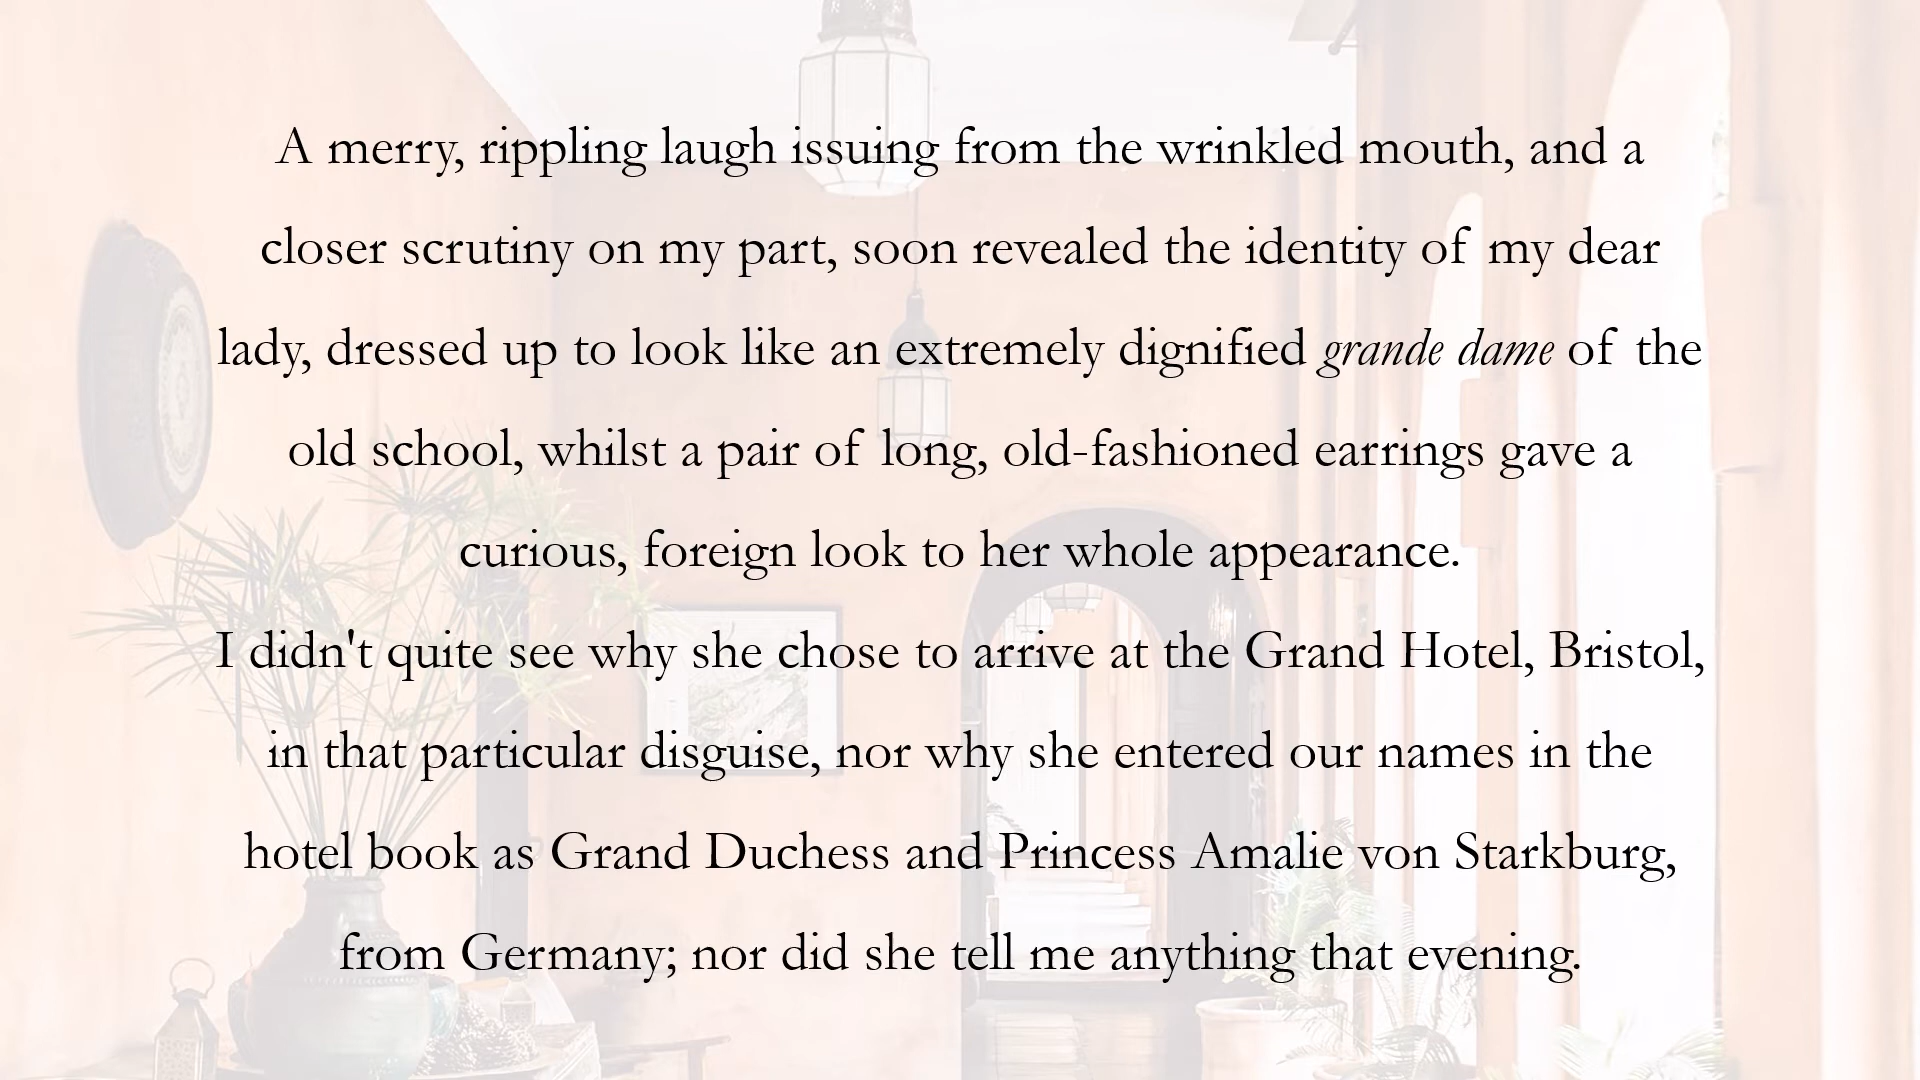 A merry, rippling laugh issuing from the wrinkled mouth, and a
closer scrutiny on my part, soon revealed the identity of my dear
lady, dressed up to look like an extremely dignified grande dame of the
old school, whilst a pair of long, old-fashioned earrings gave a
curious, foreign look to her whole appearance.
I didn't quite see why she chose to arrive at the Grand Hotel, Bristol,
in that particular disguise, nor why she entered our names in the
hotel book as Grand Duchess and Princess Amalie von Starkburg,
from Germany; nor did she tell me anything that evening.